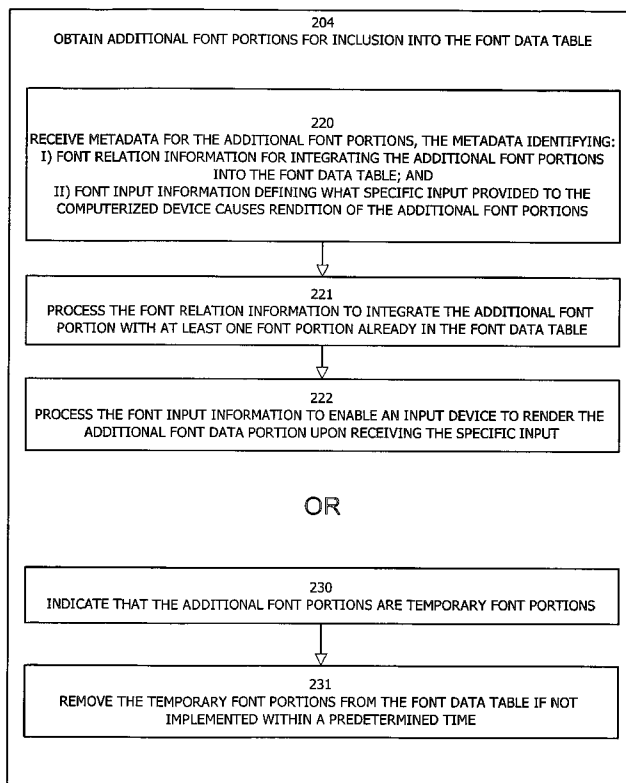 204
OBTAIN ADDITIONAL FONT PORTIONS FOR INCLUSION INTO THE FONT DATA TABLE
220
RECEIVE METADATA FOR THE ADDITIONAL FONT PORTIONS, THE METADATA IDENTIFYING:
I) FONT RELATION INFORMATION FOR INTEGRATING THE ADDITIONAL FONT PORTIONS
INTO THE FONT DATA TABLE; AND
II) FONT INPUT INFORMATION DEFINING WHAT SPECIFIC INPUT PROVIDED TO THE
COMPUTERIZED DEVICE CAUSES RENDITION OF THE ADDITIONAL FONT PORTIONS
221
PROCESS THE FONT RELATION INFORMATION TO INTEGRATE THE ADDITIONAL FONT
PORTION WITH AT LEAST ONE FONT PORTION ALREADY IN THE FONT DATA TABLE
222
PROCESS THE FONT INPUT INFORMATION TO ENABLE AN INPUT DEVICE TO RENDER THE
ADDITIONAL FONT DATA PORTION UPON RECEIVING THE SPECIFIC INPUT
OR
230
INDICATE THAT THE ADDITIONAL FONT PORTIONS ARE TEMPORARY FONT PORTIONS
231
REMOVE THE TEMPORARY FONT PORTIONS FROM THE FONT DATA TABLE IF NOT
IMPLEMENTED WITHIN A PREDETERMINED TIME